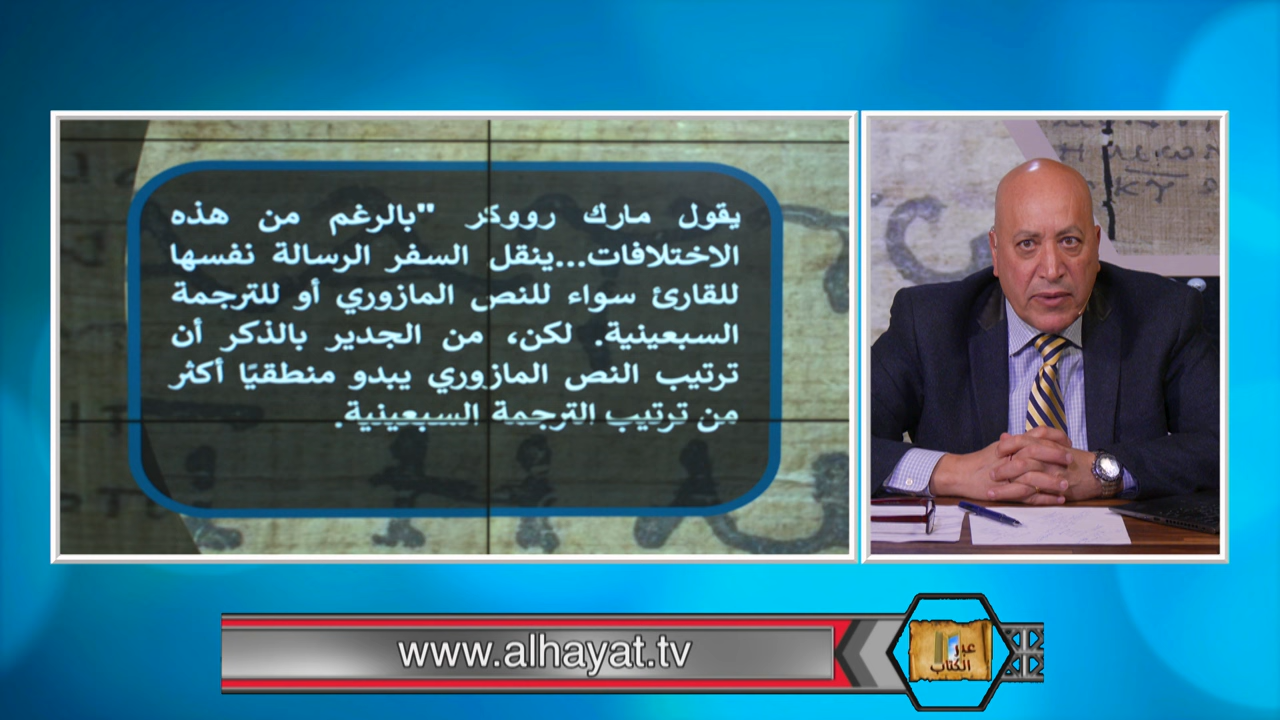 يقول مارك رووكر "بالرغم من هذه
الاختلافات...ينقل السفر الرسالة نفسها
للقارئ سواء للنص المازوري أو للترجمة
السبعينية. لكن، من الجدير بالذكر أن
ترتيب النص المازوري يبدو منطقيًا أكثر
من ترتيب الترجمة السبعينية.
www.alhayat.tv
عبر
الكتاب